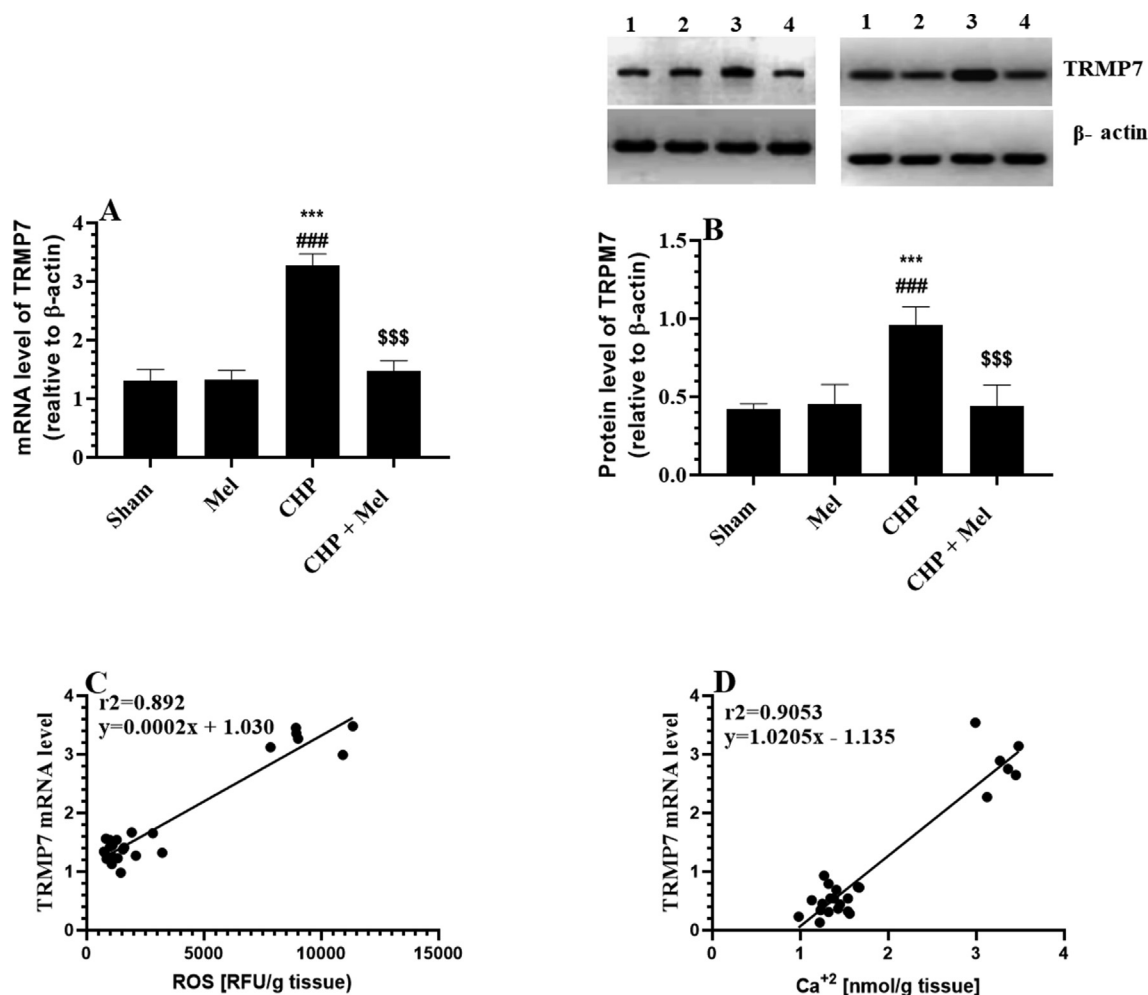 1 2 3 4
1 2 3 4
TRMP7
β- actin
A
mRNA level of TRMP7
(realtive to β-actin)
4
3
2
1
0
***
###
$$$
Sham
Mel
CHP
CHP + Mel
B
Protein level of TRPM7
(relative to β-actin)
1.5
1.0
0.5
0.0
***
###
$$$
Sham
Mel
CHP
CHP + Mel
C
r2=0.892
y=0.0002x + 1.030
TRMP7 mRNA level
4
3
2
1
0
0 5000 10000 15000
ROS [RFU/g tissue)
D
r2=0.9053
y=1.0205x - 1.135
TRMP7 mRNA level
4
3
2
1
0
0 1 2 3 4
Ca⁺² [nmol/g tissue]